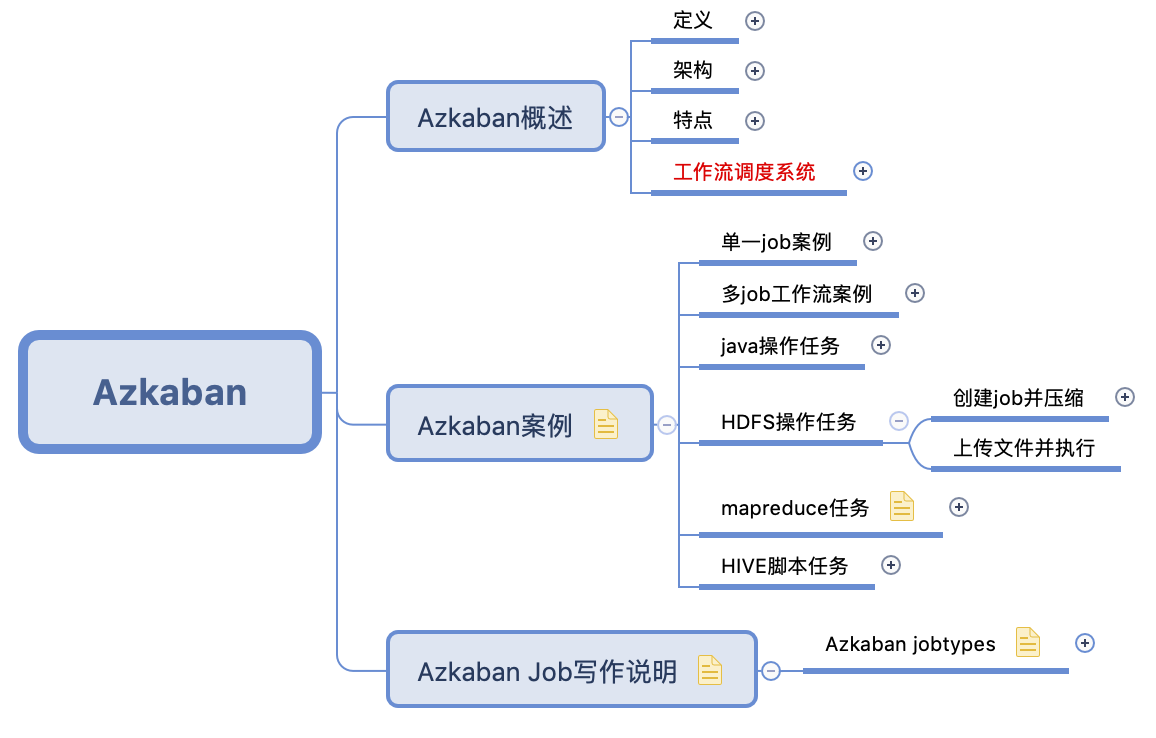 Azkaban
Azkaban概述
定义
架构
特点
工作流调度系统
Azkaban案例
单一job案例
多job工作流案例
java操作任务
HDFS操作任务
创建job并压缩
上传文件并执行
mapreduce任务
HIVE脚本任务
Azkaban Job写作说明
Azkaban jobtypes